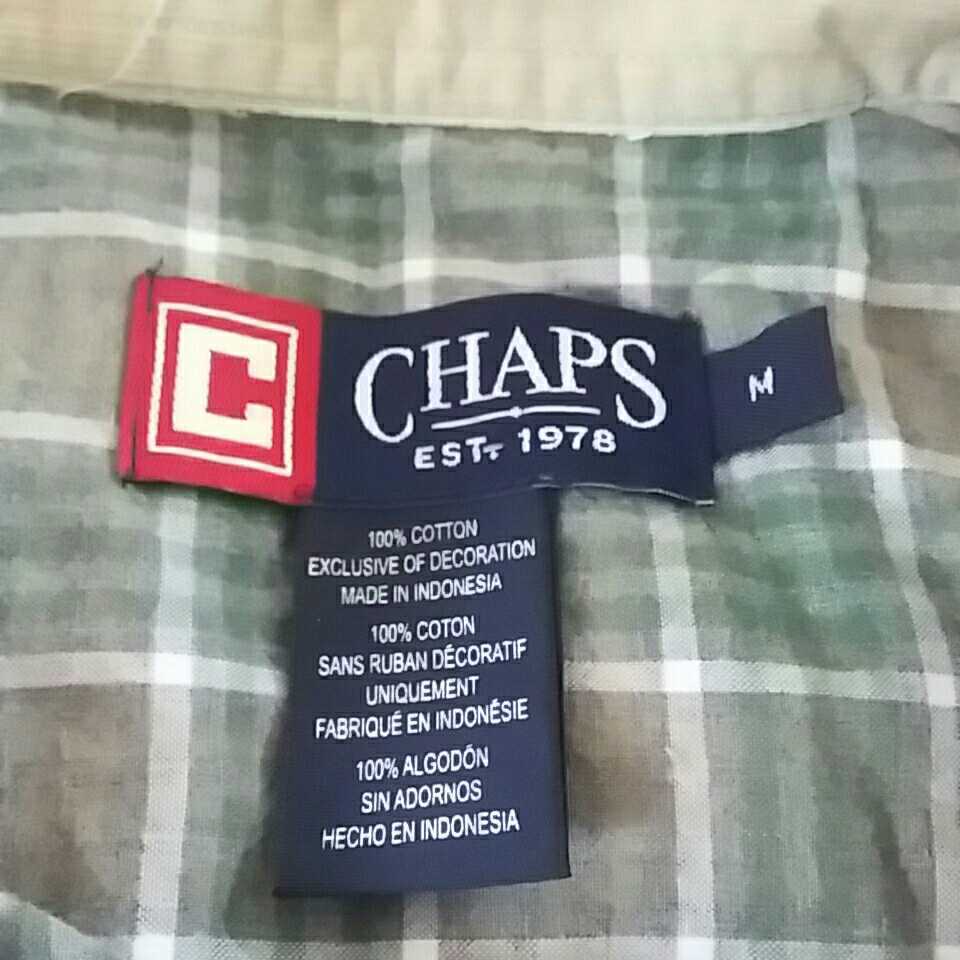 C
CHAPS
EST. 1978
M
100% COTTON
EXCLUSIVE OF DECORATION
MADE IN INDONESIA
100% COTON
SANS RUBAN DÉCORATIF
UNIQUEMENT
FABRIQUÉ EN INDONÉSIE
100% ALGODÓN
SIN ADORNOS
HECHO EN INDONESIA